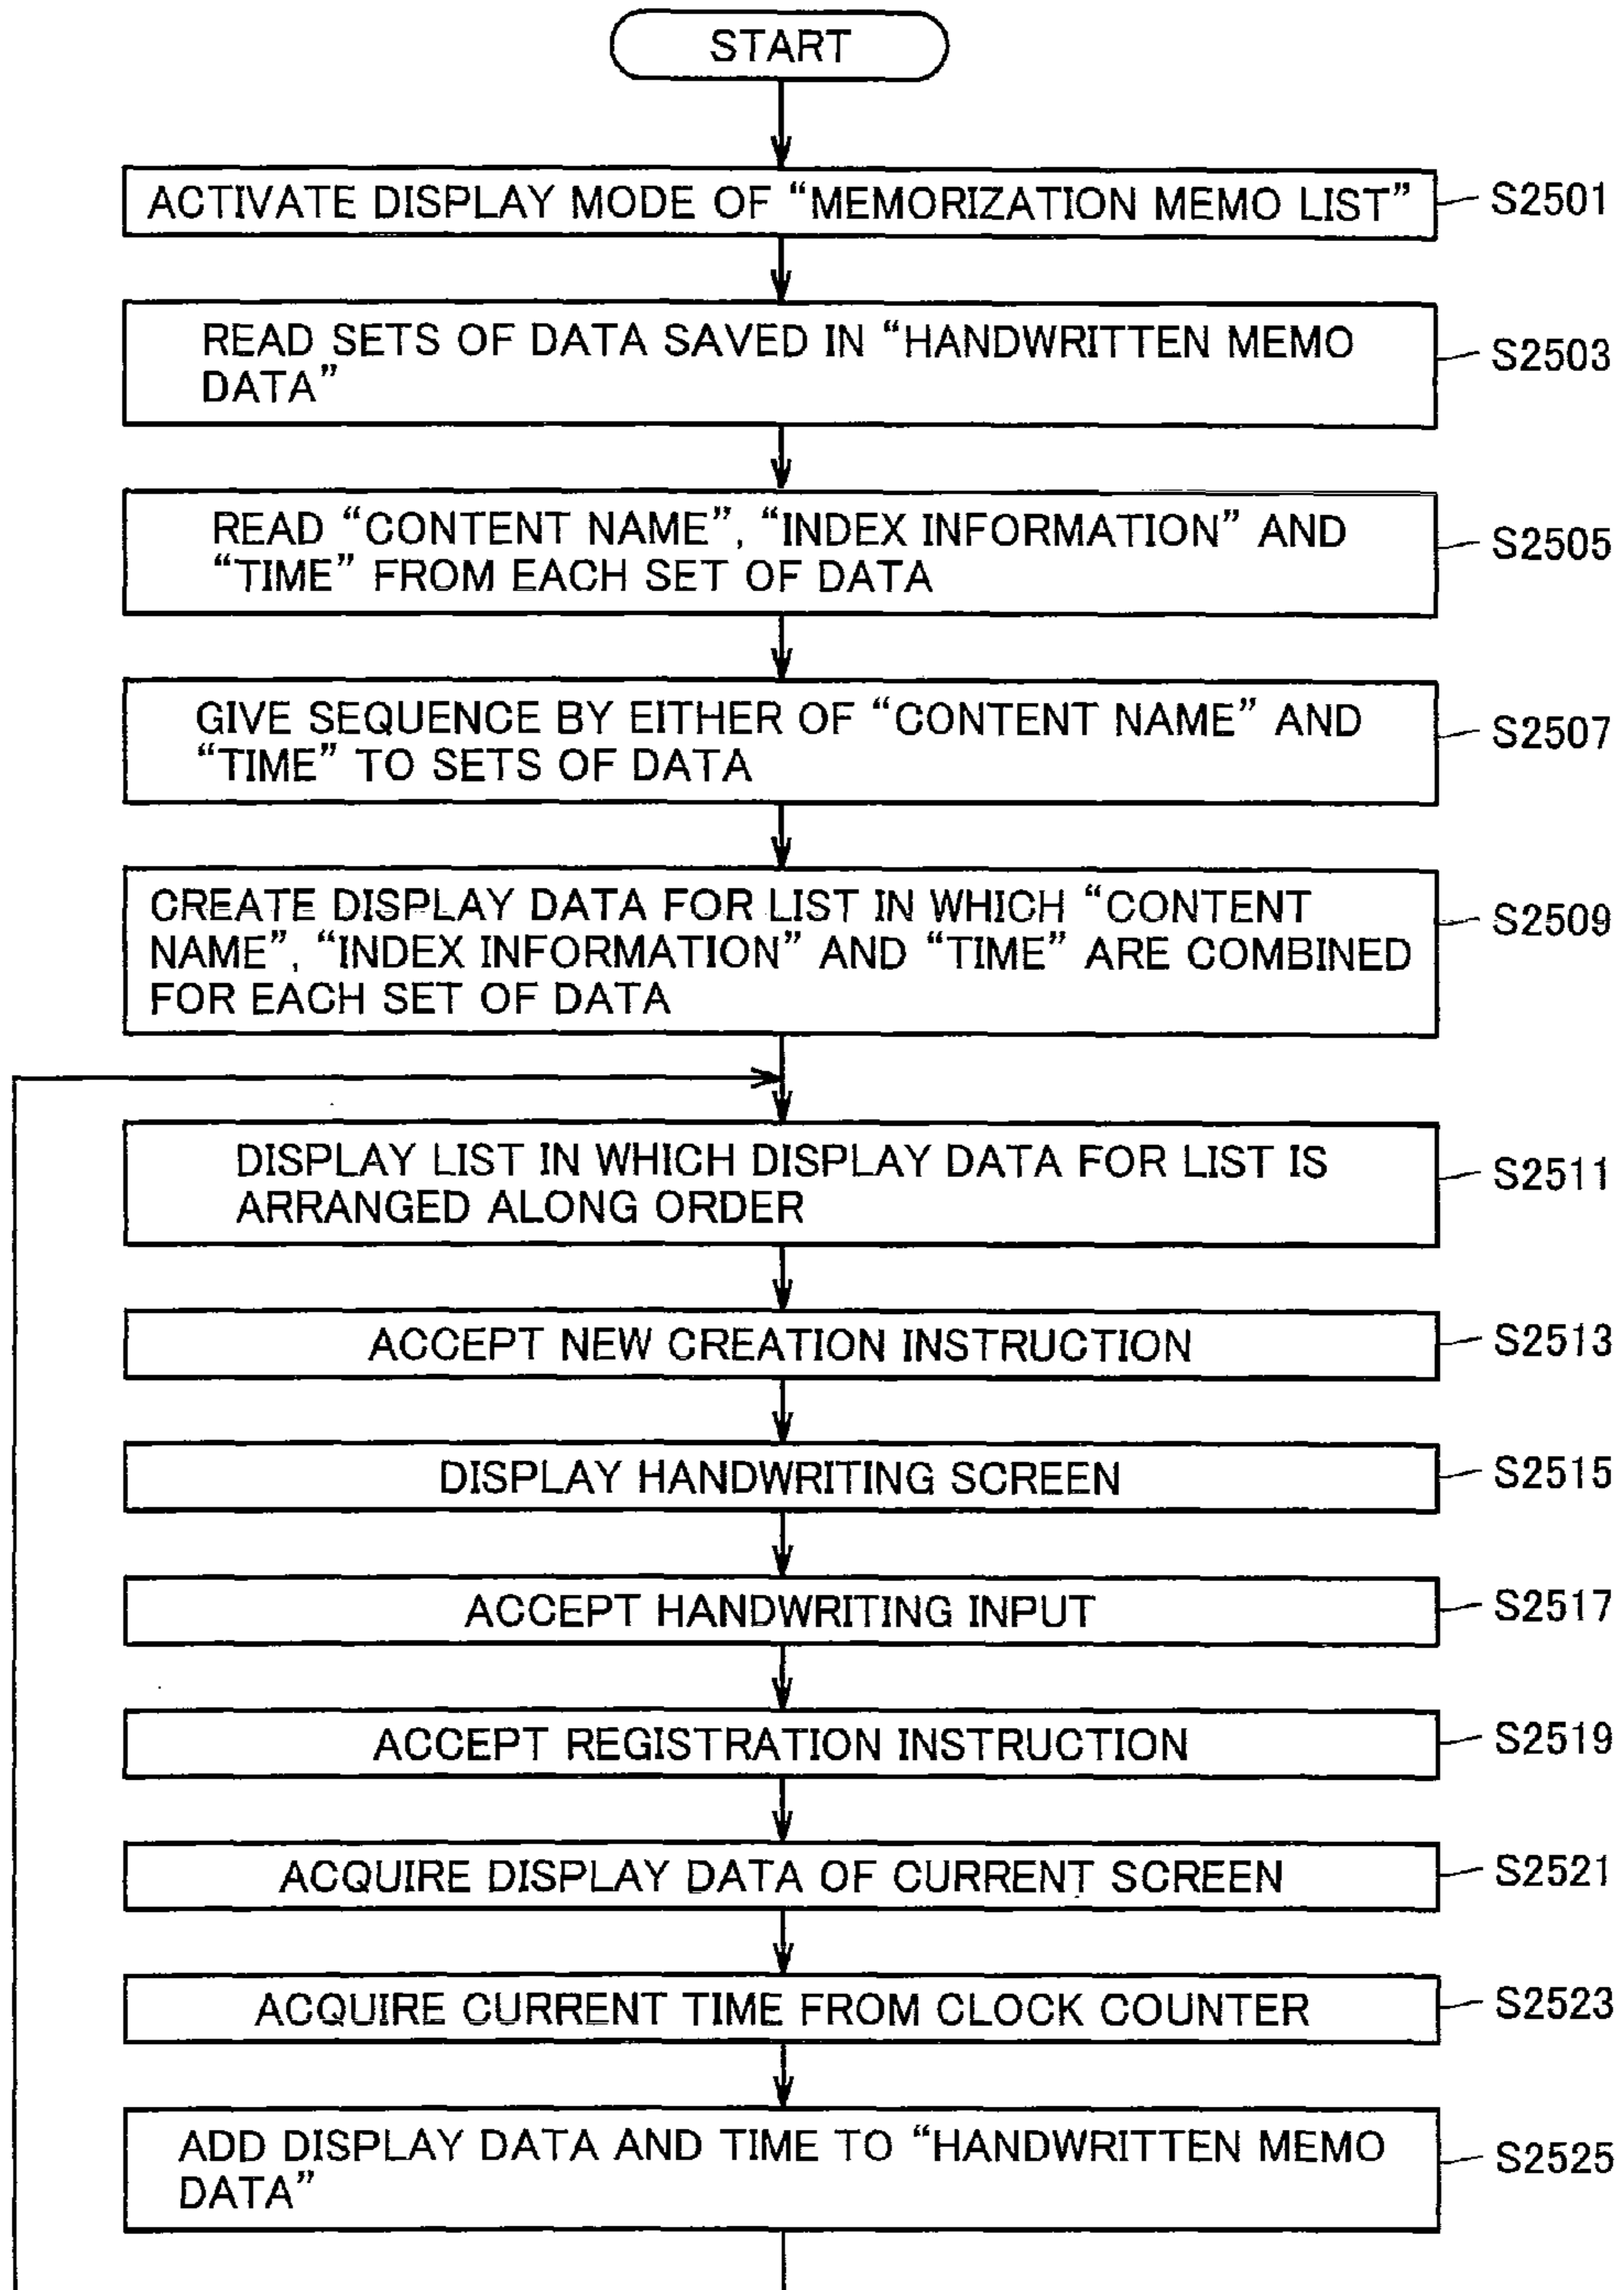 START
ACTIVATE DISPLAY MODE OF “MEMORIZATION MEMO LIST” S2501
READ SETS OF DATA SAVED IN “HANDWRITTEN MEMO
DATA”
S2503
READ “CONTENT NAME”, “INDEX INFORMATION” AND
“TIME” FROM EACH SET OF DATA
S2505
GIVE SEQUENCE BY EITHER OF “CONTENT NAME” AND
“TIME” TO SETS OF DATA
S2507
CREATE DISPLAY DATA FOR LIST IN WHICH “CONTENT
NAME”, “INDEX INFORMATION” AND “TIME” ARE COMBINED
FOR EACH SET OF DATA
S2509
DISPLAY LIST IN WHICH DISPLAY DATA FOR LIST IS
ARRANGED ALONG ORDER
S2511
ACCEPT NEW CREATION INSTRUCTION S2513
DISPLAY HANDWRITING SCREEN S2515
ACCEPT HANDWRITING INPUT S2517
ACCEPT REGISTRATION INSTRUCTION S2519
ACQUIRE DISPLAY DATA OF CURRENT SCREEN S2521
ACQUIRE CURRENT TIME FROM CLOCK COUNTER S2523
ADD DISPLAY DATA AND TIME TO “HANDWRITTEN MEMO
DATA”
S2525